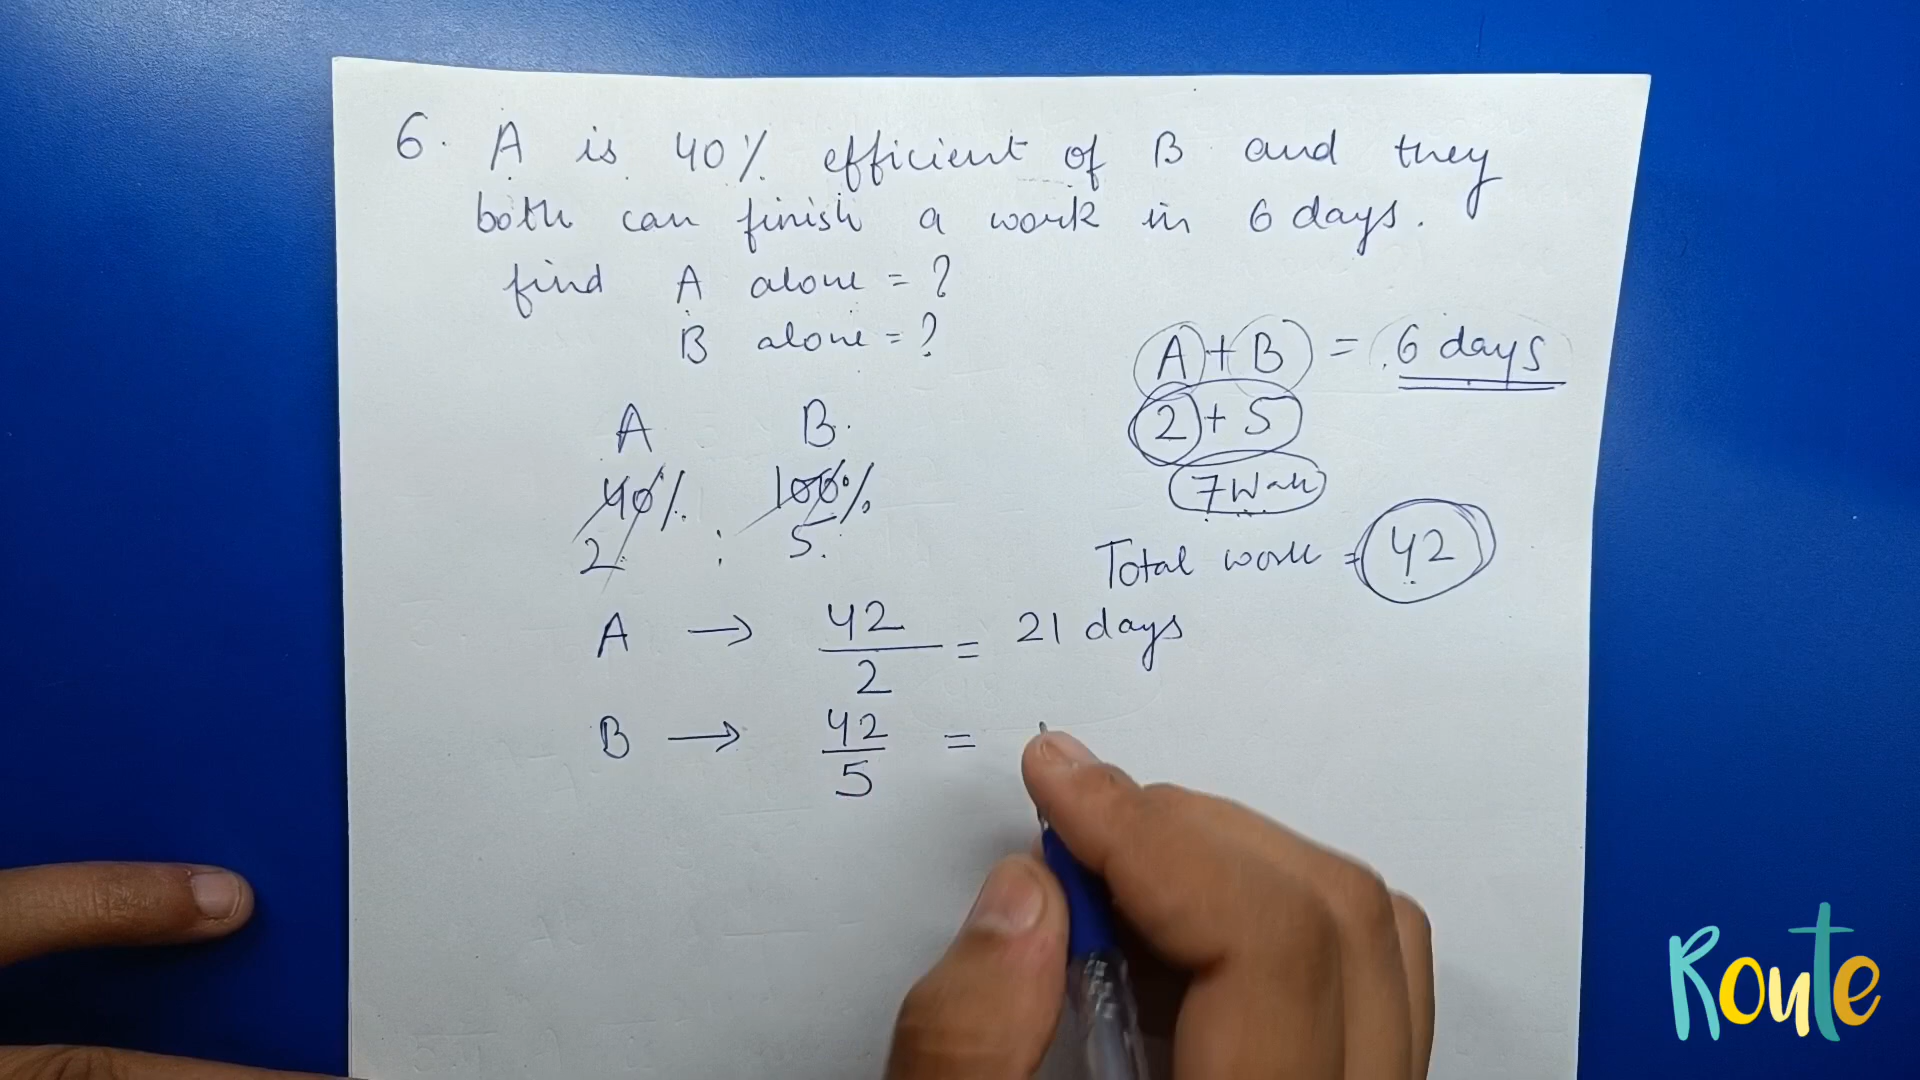 6. A is 40% efficient of B and they
both can finish a work in 6 days.
find A alone = ?
B alone = ?
A + B = 6 days
2 + 5
7
Total work = 42
A B
40% 100%
2 : 5
A → 42/2 = 21 days
B → 42/5 =
Route